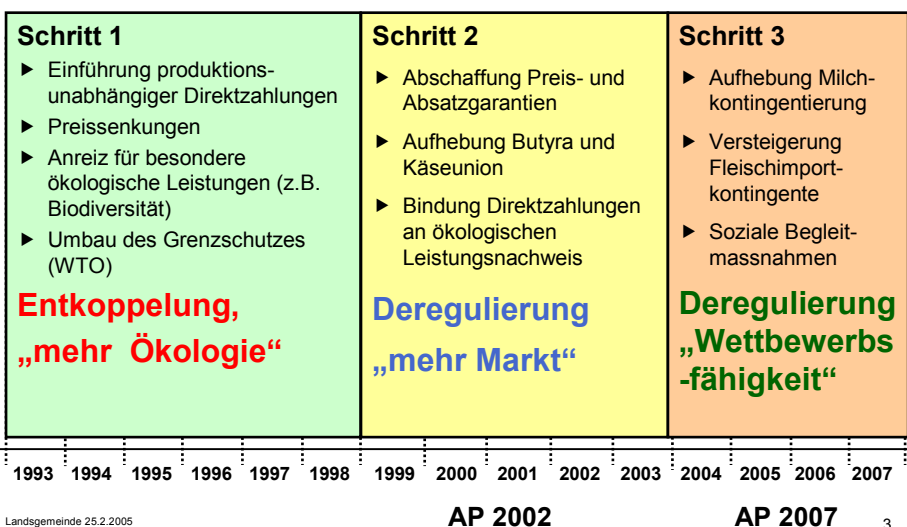 Schritt 1
► Einführung produktions-
unabhängiger Direktzahlungen
► Preissenkungen
► Anreiz für besondere
ökologische Leistungen (z.B.
Biodiversität)
► Umbau des Grenzschutzes
(WTO)
Entkoppelung,
„mehr Ökologie“
Schritt 2
► Abschaffung Preis- und
Absatzgarantien
► Aufhebung Butyra und
Käseunion
► Bindung Direktzahlungen
an ökologischen
Leistungsnachweis
Deregulierung
„mehr Markt“
Schritt 3
► Aufhebung Milch-
kontingentierung
► Versteigerung
Fleischimport-
kontingente
► Soziale Begleit-
massnahmen
Deregulierung
„Wettbewerbs
-fähigkeit“
1993 1994 1995 1996 1997 1998 1999 2000 2001 2002 2003 2004 2005 2006 2007
AP 2002 AP 2007
Landsgemeinde 25.2.2005 3